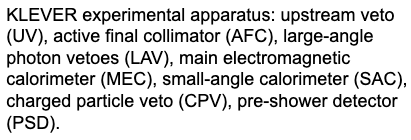 KLEVER experimental apparatus: upstream veto
(UV), active final collimator (AFC), large-angle
photon vetoes (LAV), main electromagnetic
calorimeter (MEC), small-angle calorimeter (SAC),
charged particle veto (CPV), pre-shower detector
(PSD).